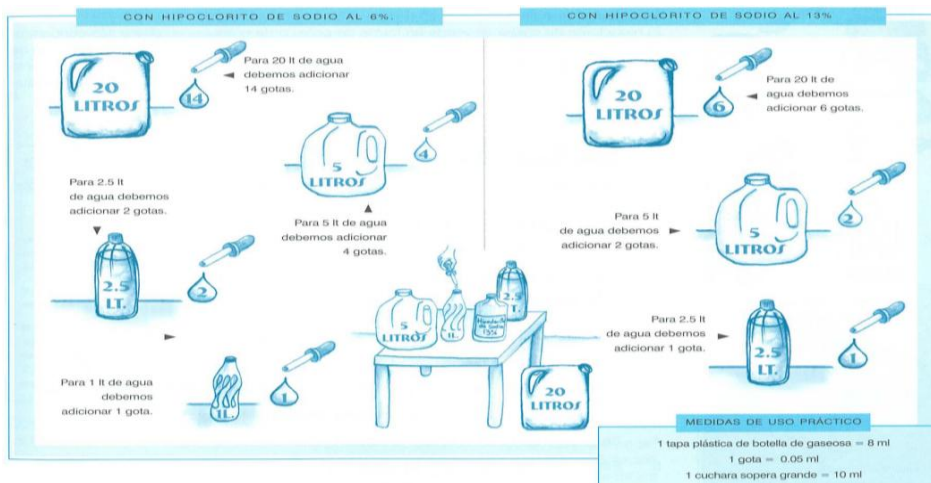 CON HIPOCLORITO DE SODIO AL 6%.
20
LITROS
14
Para 20 lt de agua
debemos adicionar
14 gotas.
5
LITROS
4
Para 5 lt de agua
debemos adicionar
4 gotas.
Para 2.5 lt
de agua debemos
adicionar 2 gotas.
2.5
LT.
2
Para 1 lt de agua
debemos
adicionar 1 gota.
1L.
1
5
LITROS
1L.
2.5
20
LITROS
CON HIPOCLORITO DE SODIO AL 13%
20
LITROS
6
Para 20 lt de
agua debemos
adicionar 6 gotas.
Para 5 lt
de agua debemos
adicionar 2 gotas.
5
LITROS
2
Para 2.5 lt
de agua debemos
adicionar 1 gota.
2.5
LT.
1
MEDIDAS DE USO PRÁCTICO
1 tapa plástica de botella de gaseosa = 8 ml
1 gota = 0.05 ml
1 cuchara sopera grande = 10 ml